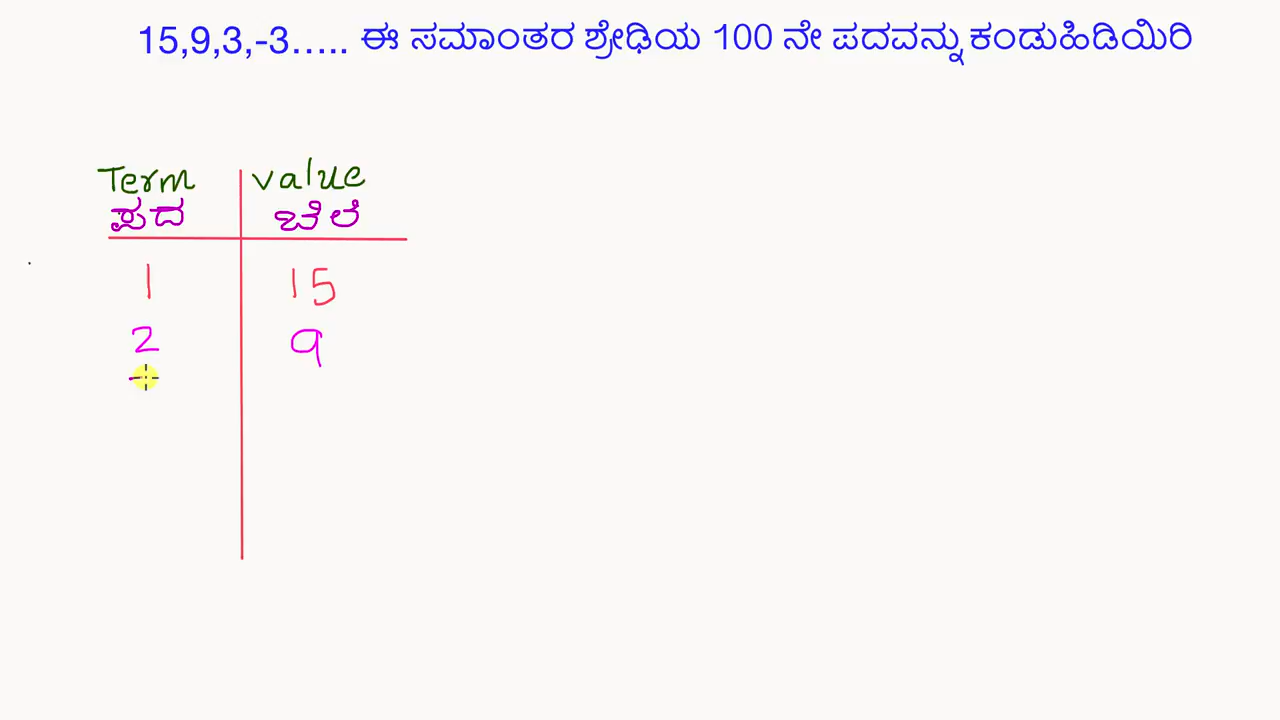 15,9,3,-3..... ಈ ಸಮಾಂತರ ಶ್ರೇಢಿಯ 100 ನೇ ಪದವನ್ನು ಕಂಡುಹಿಡಿಯಿರಿ
Term value
ಪದ ಬೆಲೆ
1 15
2 9